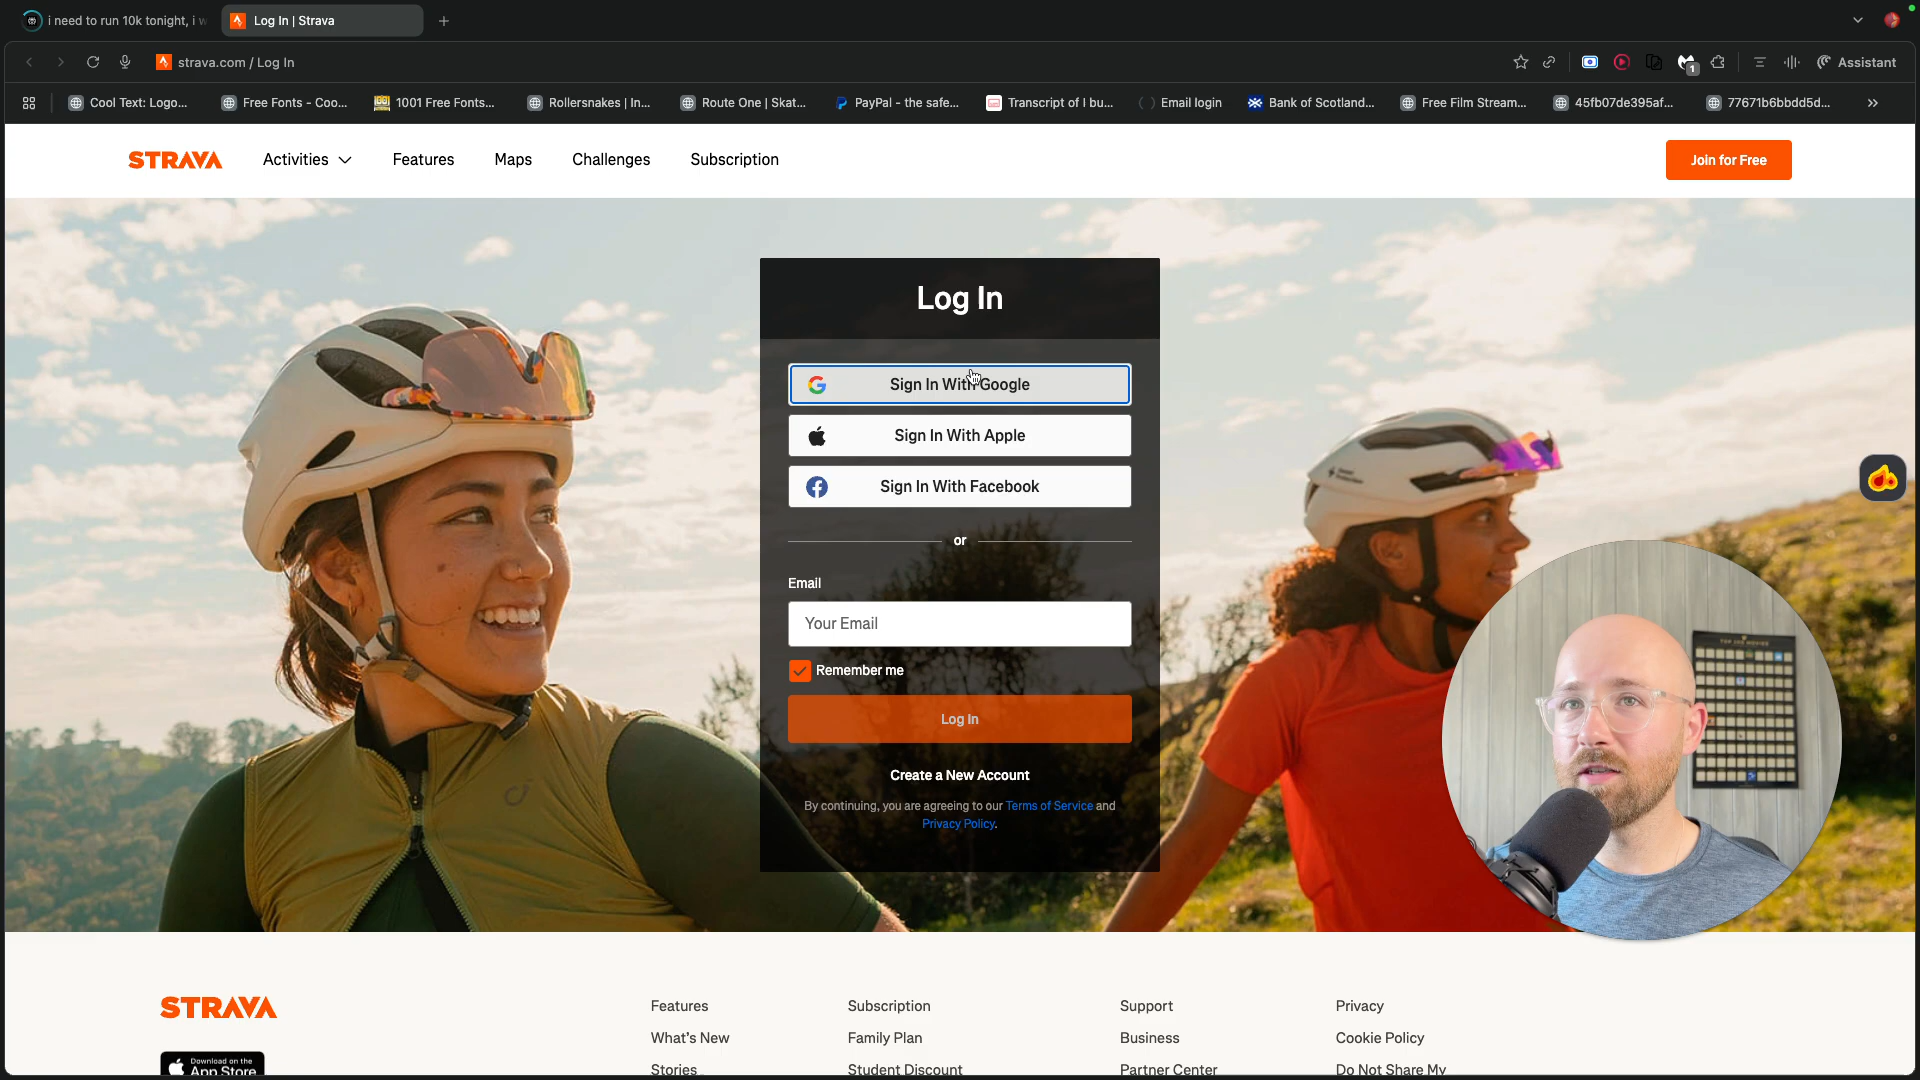 i need to run 10k tonight, i w
Log In | Strava
strava.com / Log In
1
Assistant
Cool Text: Logo...
Free Fonts - Coo...
1001 Free Fonts...
Rollersnakes | In...
Route One | Skat...
PayPal - the safe...
Transcript of I bu...
Email login
Bank of Scotland...
Free Film Stream...
45fb07de395af...
77671b6bbdd5d...
STRAVA
Activities
Features
Maps
Challenges
Subscription
Join for Free
Log In
Sign In With Google
Sign In With Apple
Sign In With Facebook
or
Email
Your Email
Remember me
Log In
Create a New Account
By continuing, you are agreeing to our Terms of Service and
Privacy Policy.
TOP 100 MOVIES
STRAVA
Download on the
App Store
Features
What's New
Stories
Subscription
Family Plan
Student Discount
Support
Business
Partner Center
Privacy
Cookie Policy
Do Not Share My